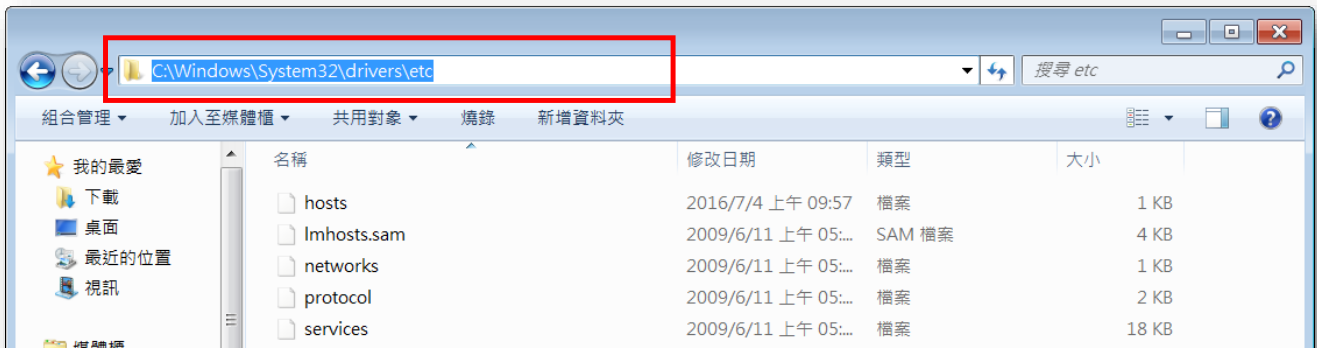 C:\Windows\System32\drivers\etc
搜尋 etc
組合管理 加入至媒體櫃 共用對象 燒錄 新增資料夾
我的最愛
下載
桌面
最近的位置
視訊
媒體櫃
名稱 修改日期 類型 大小
hosts 2016/7/4 上午 09:57 檔案 1 KB
lmhosts.sam 2009/6/11 上午 05:... SAM 檔案 4 KB
networks 2009/6/11 上午 05:... 檔案 1 KB
protocol 2009/6/11 上午 05:... 檔案 2 KB
services 2009/6/11 上午 05:... 檔案 18 KB